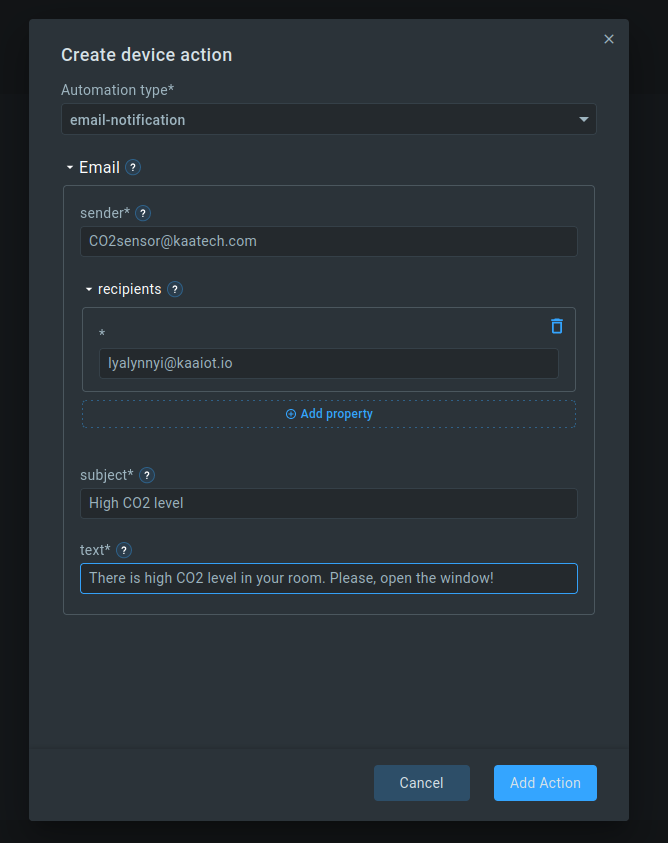 Create device action
Automation type*
email-notification
Email ?
sender* ?
CO2sensor@kaatech.com
recipients ?
*
lyalynnyi@kaaiot.io
Add property
subject* ?
High CO2 level
text* ?
There is high CO2 level in your room. Please, open the window!
Cancel
Add Action